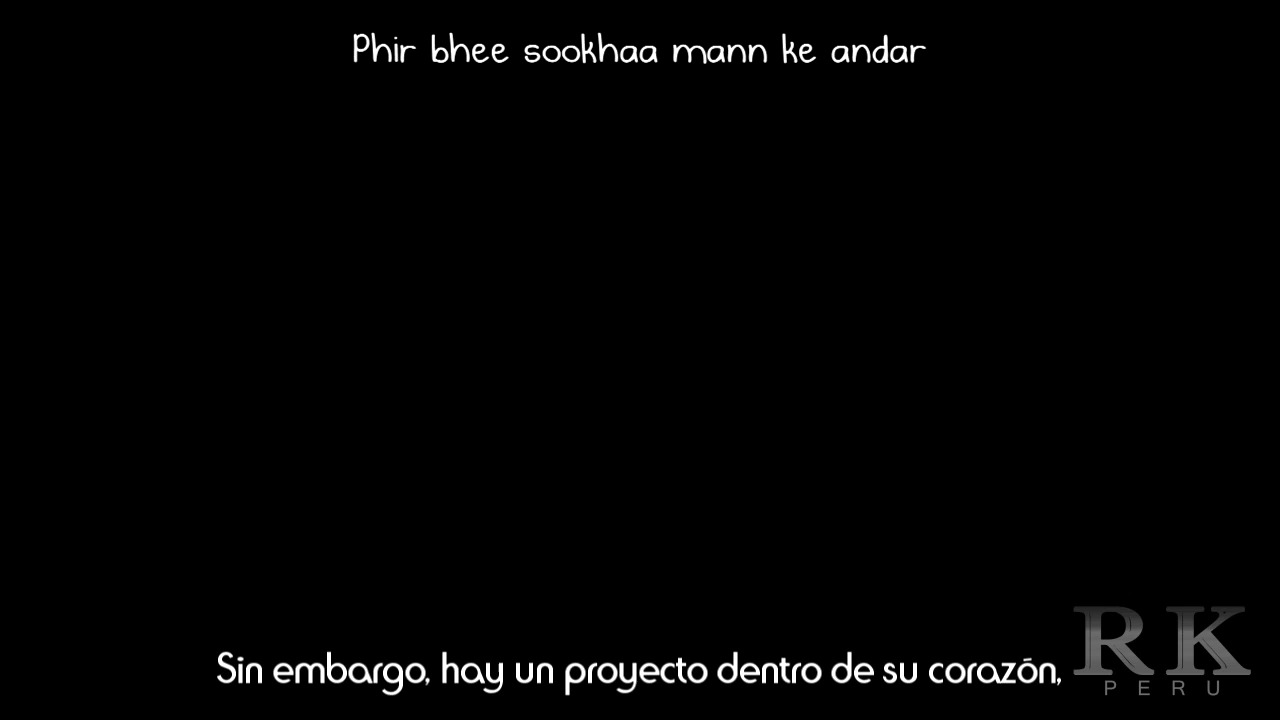 Phir bhee sookhaa mann ke andar
Sin embargo, hay un proyecto dentro de su corazón,
RK
PERU